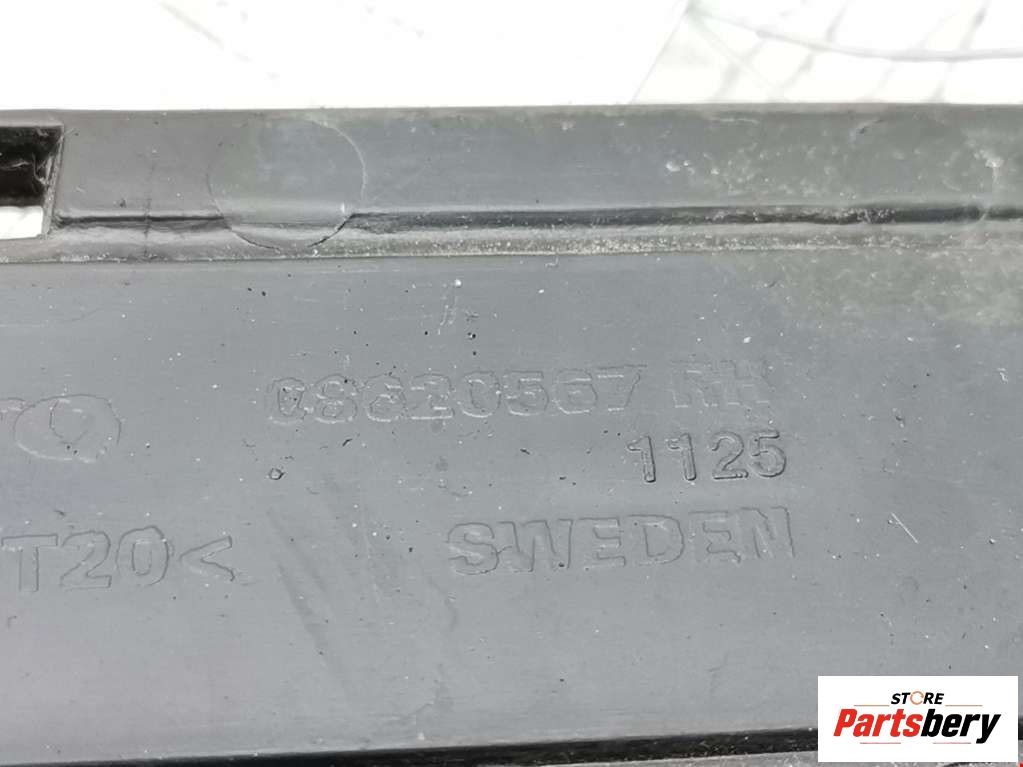 08620567 RH
1125
T20<
SWEDEN
STORE
Partsbery